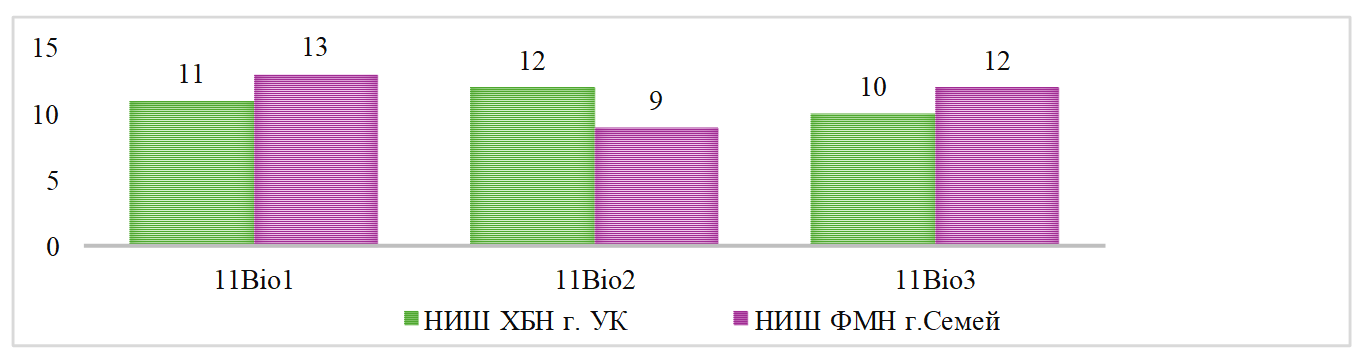 15
10
5
0
11
13
12
9
10
12
11Bio1
11Bio2
11Bio3
НИШ ХБН г. УК
НИШ ФМН г.Семей